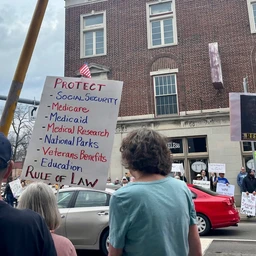 PROTECT
- SOCIAL SECURITY
- MEDICARE
- MEDICAID
- MEDICAL RESEARCH
- NATIONAL PARKS
- VETERANS BENEFITS
- EDUCATION
RULE OF LAW